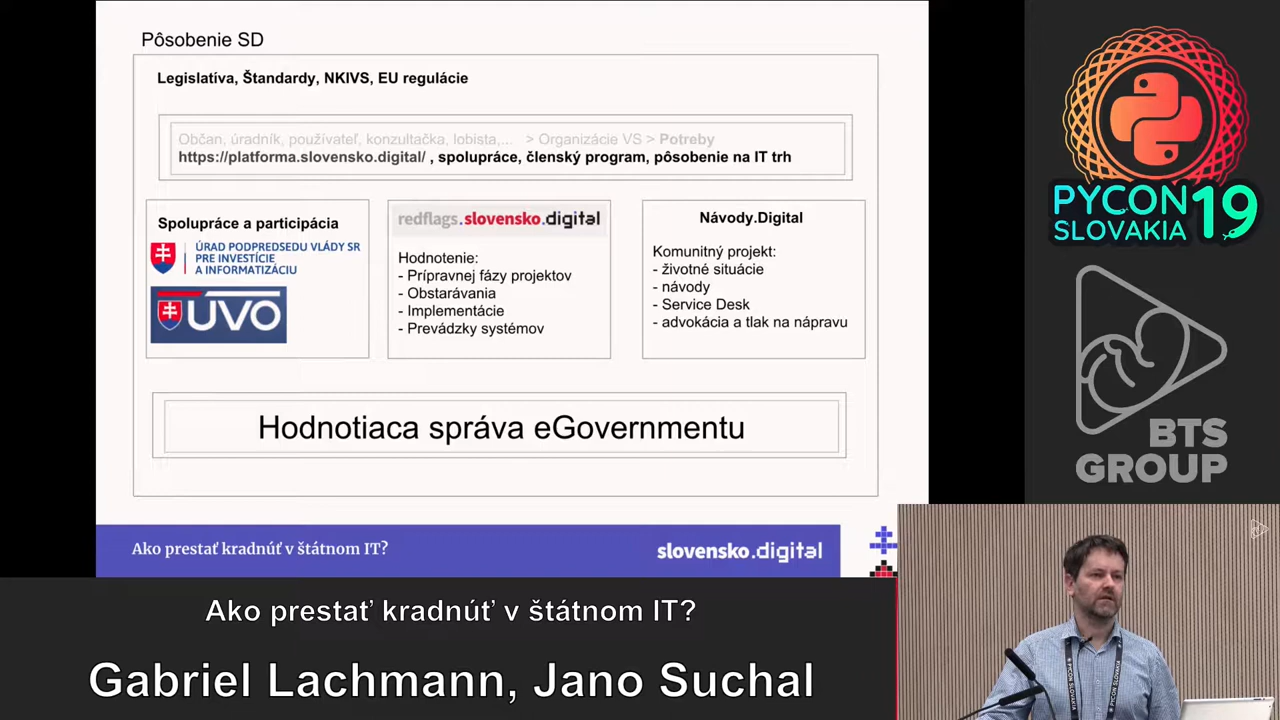 Pôsobenie SD
Legislatíva, Štandardy, NKIVS, EU regulácie
Občan, úradník, používateľ, konzultačka, lobista,... > Organizácie VS > Potreby
https://platforma.slovensko.digital/ , spolupráce, členský program, pôsobenie na IT trh
Spolupráce a participácia
ÚRAD PODPREDSEDU VLÁDY SR
PRE INVESTÍCIE
A INFORMATIZÁCIU
UVO
redflags.slovensko.digital
Hodnotenie:
- Prípravnej fázy projektov
- Obstarávania
- Implementácie
- Prevádzky systémov
Návody.Digital
Komunitný projekt:
- životné situácie
- návody
- Service Desk
- advokácia a tlak na nápravu
Hodnotiaca správa eGovernmentu
Ako prestať kradnúť v štátnom IT?
slovensko.digital
PYCON
SLOVAKIA
19
BTS
GROUP
Ako prestať kradnúť v štátnom IT?
Gabriel Lachmann, Jano Suchal